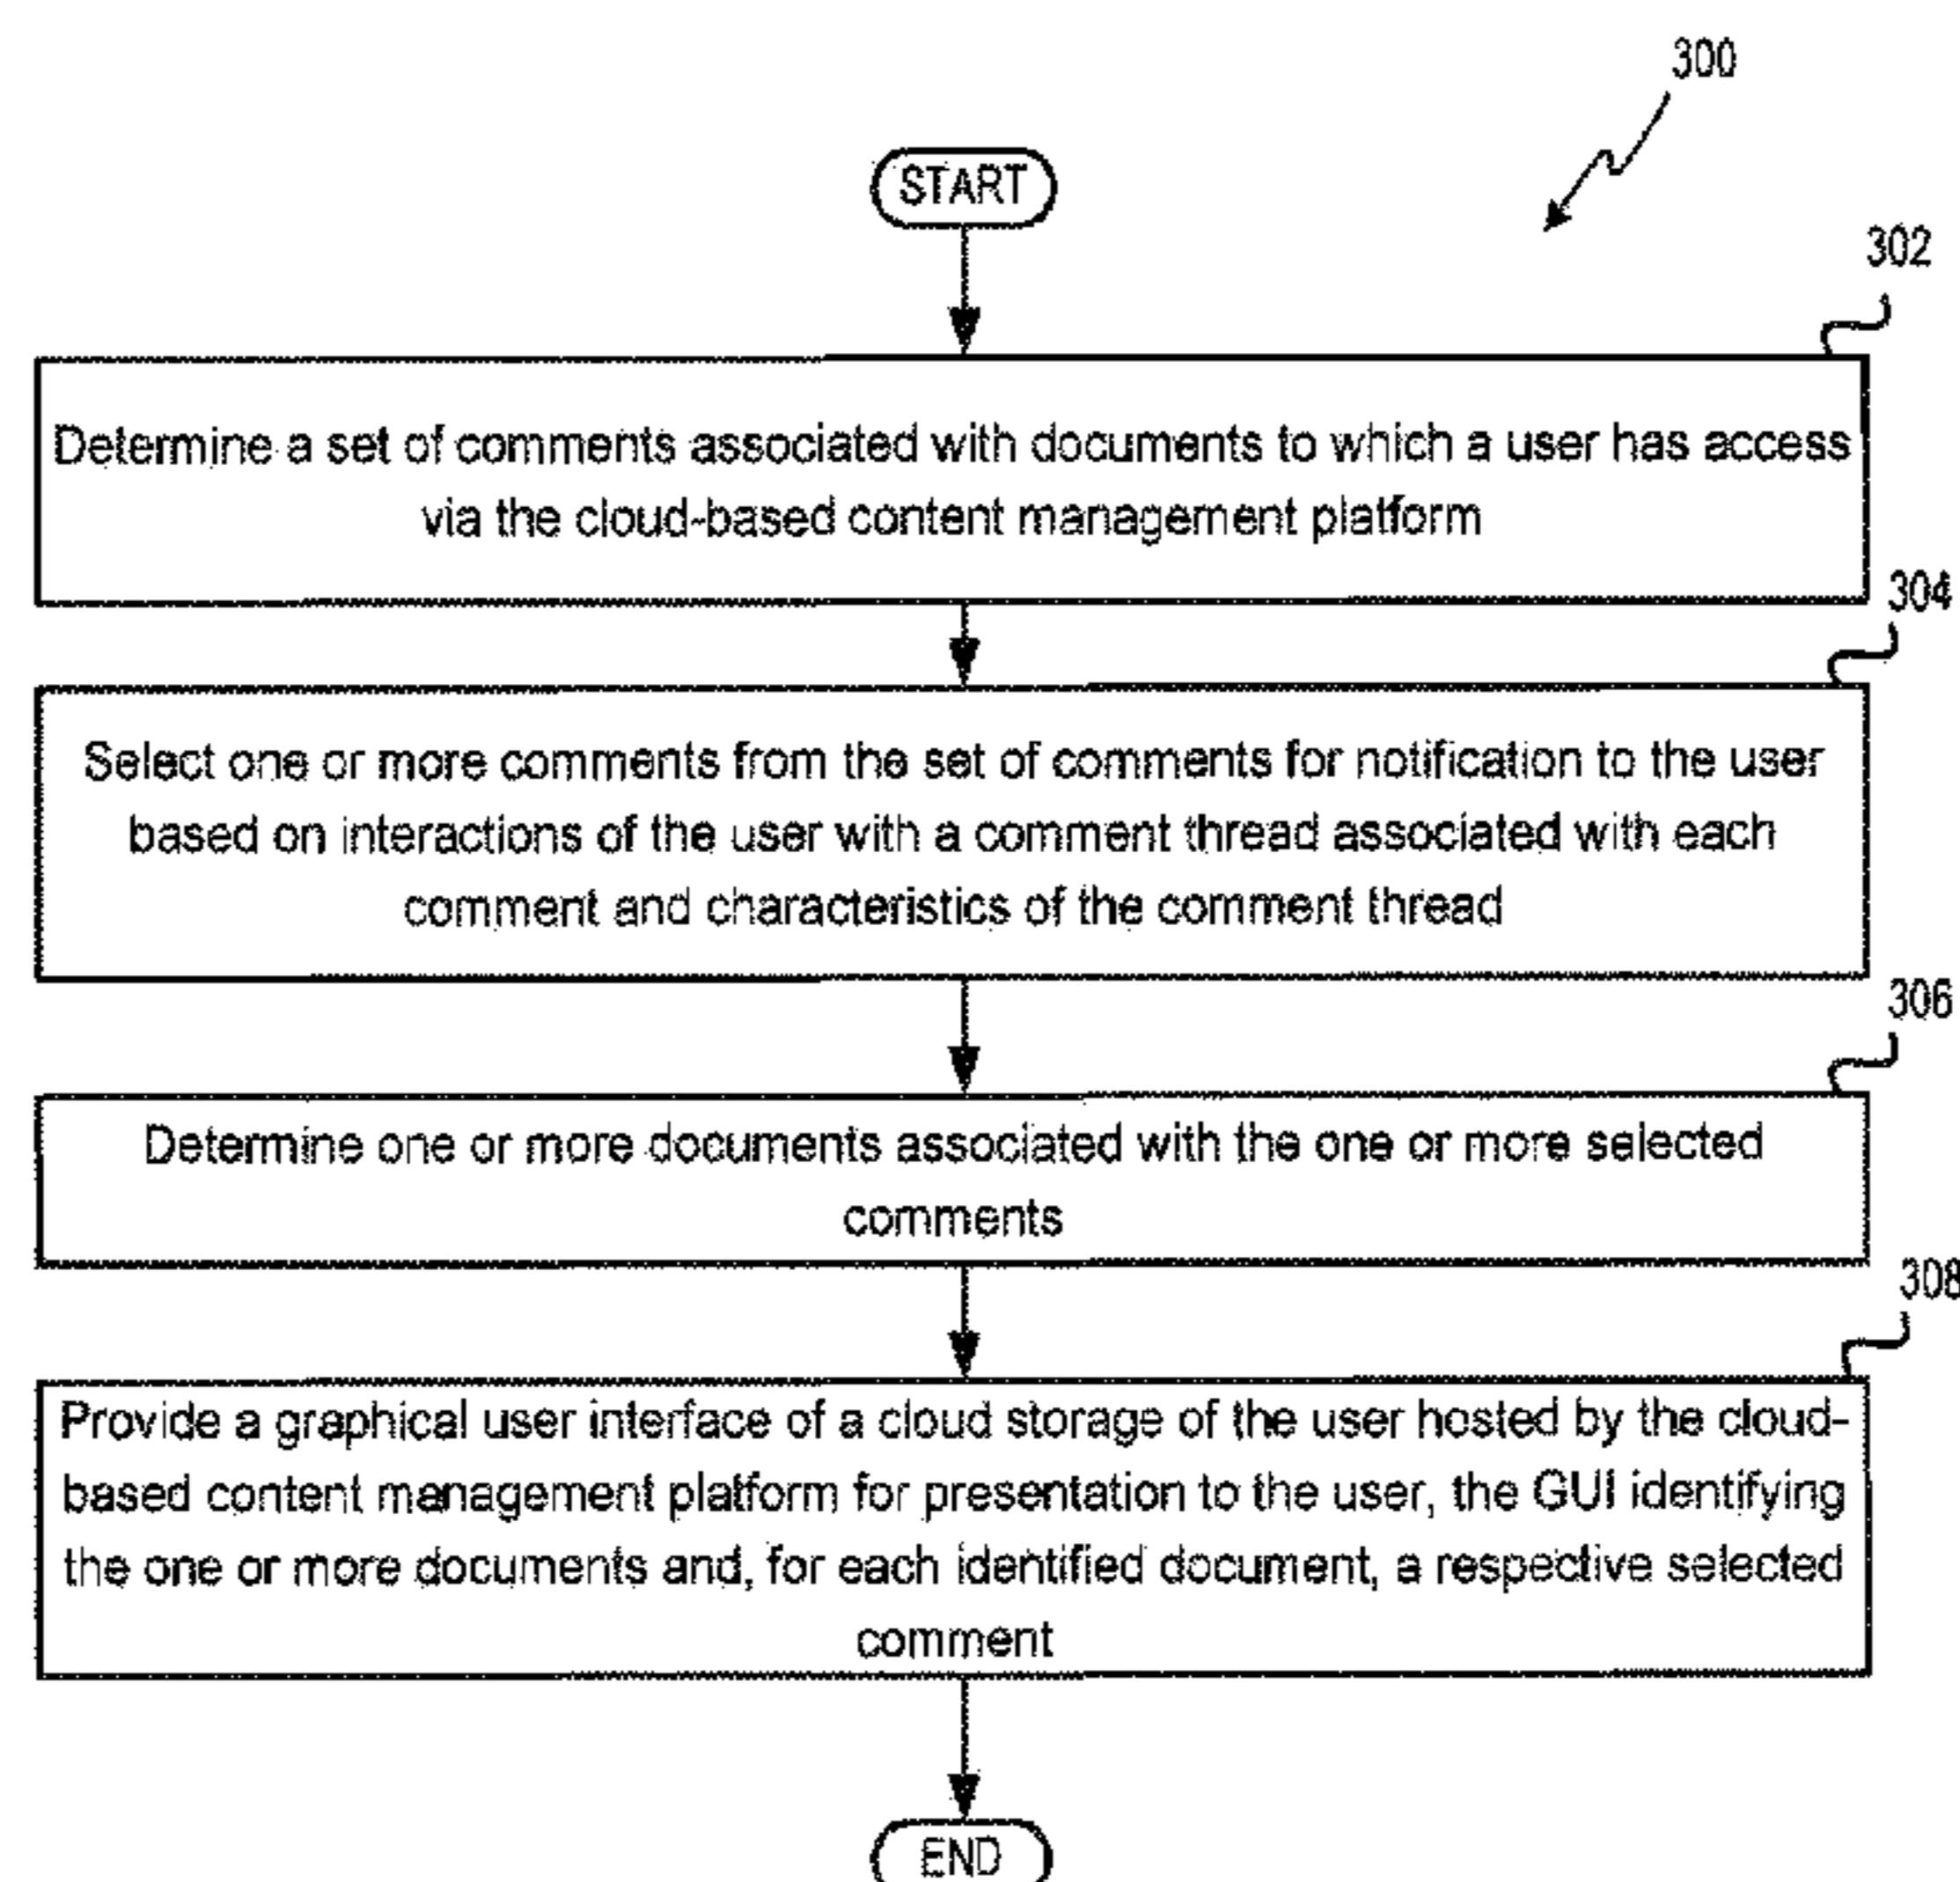 300
START
302
Determine a set of comments associated with documents to which a user has access
via the cloud-based content management platform
304
Select one or more comments from the set of comments for notification to the user
based on interactions of the user with a comment thread associated with each
comment and characteristics of the comment thread
306
Determine one or more documents associated with the one or more selected
comments
308
Provide a graphical user interface of a cloud storage of the user hosted by the cloud-
based content management platform for presentation to the user, the GUI identifying
the one or more documents and, for each identified document, a respective selected
comment
END